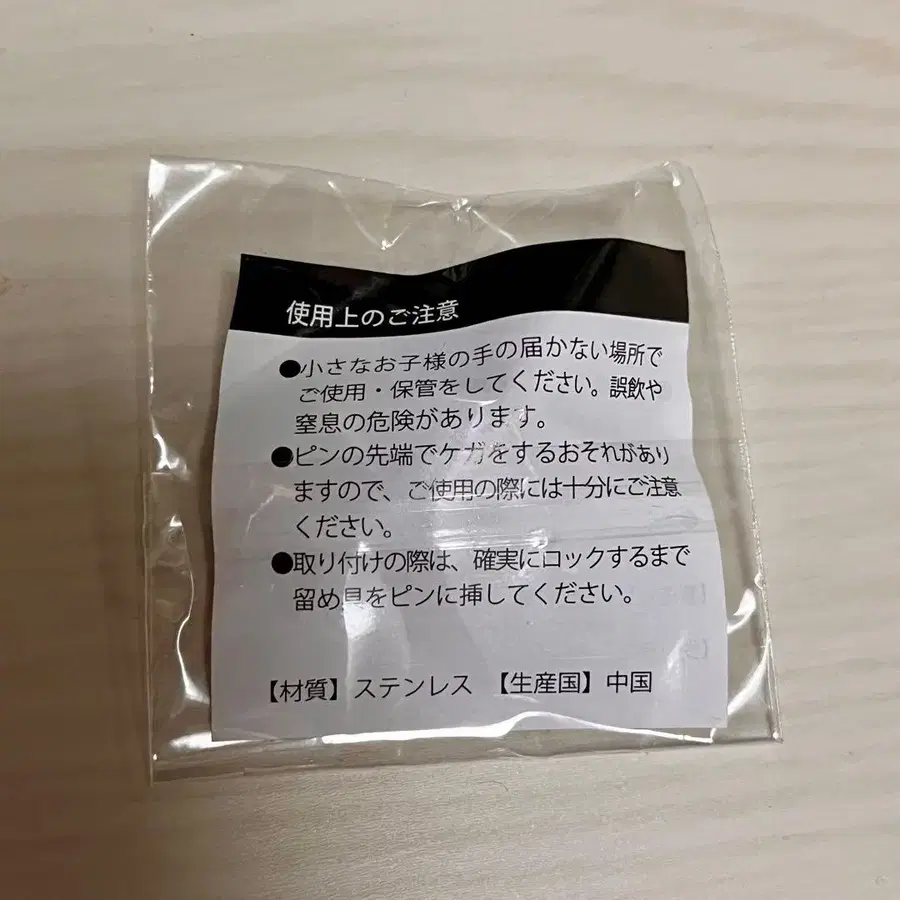 使用上のご注意
●小さなお子様の手の届かない場所で
ご使用・保管をしてください。誤飲や
窒息の危険があります。
●ピンの先端でケガをするおそれがあり
ますので、ご使用の際には十分にご注意
ください。
●取り付けの際は、確実にロックするまで
留め具をピンに挿してください。
【材質】ステンレス 【生産国】中国